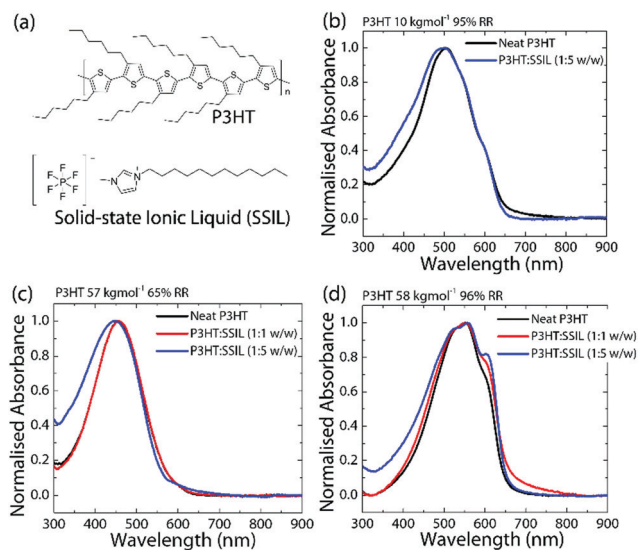 (a)
S
S
S
S
S
S
n
P3HT
F
F
F
P
F
F
F
−
N
N
+
Solid-state Ionic Liquid (SSIL)
(b)
P3HT 10 kgmol⁻¹ 95% RR
Neat P3HT
P3HT:SSIL (1:5 w/w)
Normalised Absorbance
1.0
0.8
0.6
0.4
0.2
0.0
300 400 500 600 700 800 900
Wavelength (nm)
(c)
P3HT 57 kgmol⁻¹ 65% RR
Neat P3HT
P3HT:SSIL (1:1 w/w)
P3HT:SSIL (1:5 w/w)
Normalised Absorbance
1.0
0.8
0.6
0.4
0.2
0.0
300 400 500 600 700 800 900
Wavelength (nm)
(d)
P3HT 58 kgmol⁻¹ 96% RR
Neat P3HT
P3HT:SSIL (1:1 w/w)
P3HT:SSIL (1:5 w/w)
Normalised Absorbance
1.0
0.8
0.6
0.4
0.2
0.0
300 400 500 600 700 800 900
Wavelength (nm)